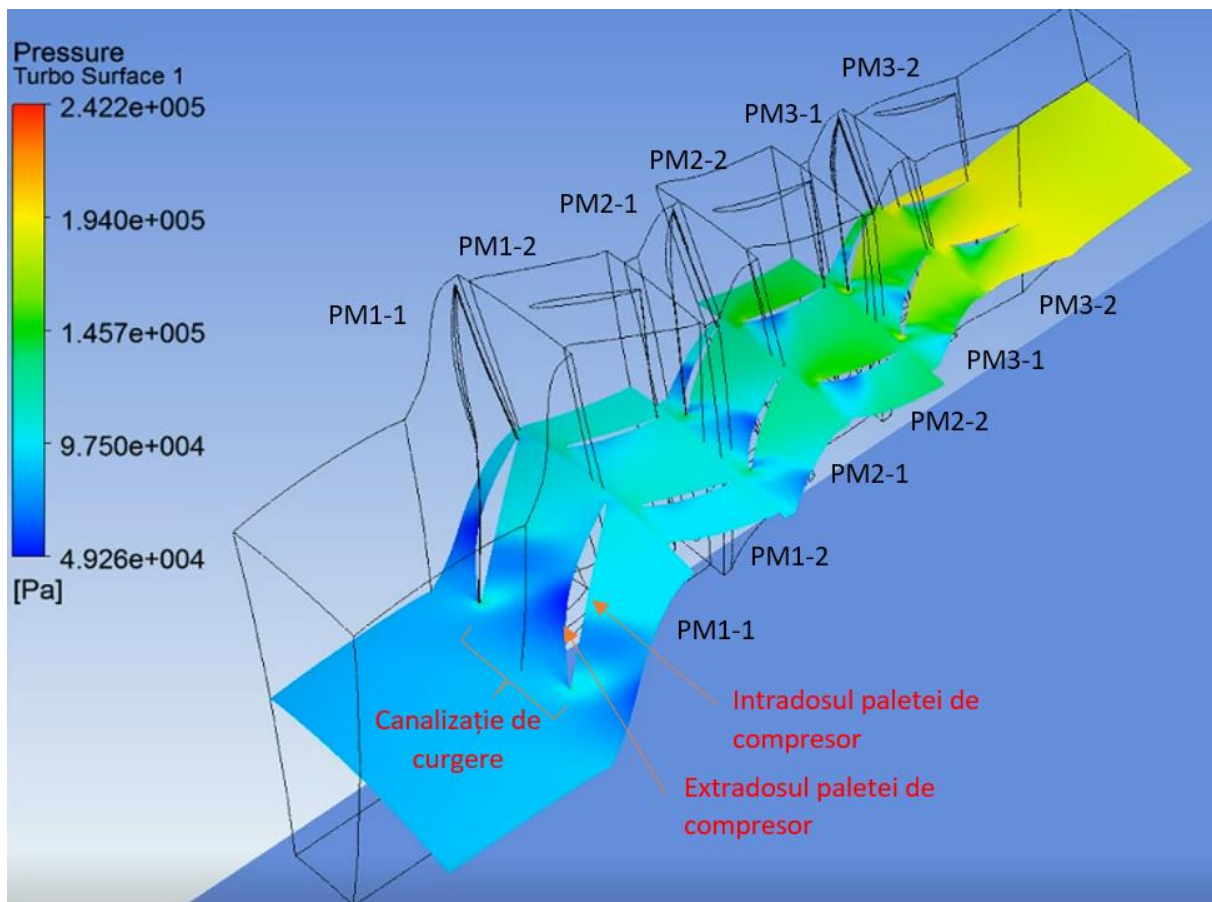 Pressure
Turbo Surface 1
2.422e+005
1.940e+005
1.457e+005
9.750e+004
4.926e+004
[Pa]
PM3-2
PM3-1
PM2-2
PM2-1
PM1-2
PM1-1
PM3-2
PM3-1
PM2-2
PM2-1
PM1-2
PM1-1
Canalizație de
curgere
Intradosul paletei de
compresor
Extradosul paletei de
compresor